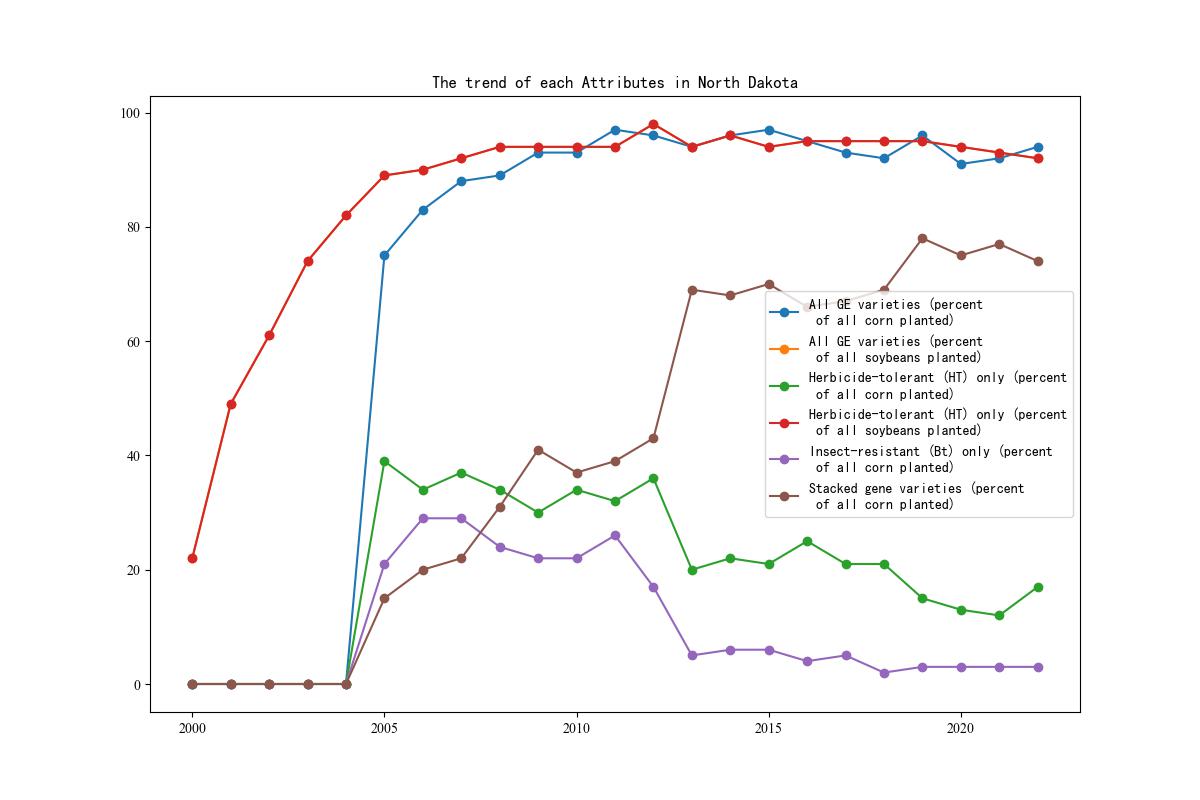 The trend of each Attributes in North Dakota
100
80
60
40
20
0
All GE varieties (percent
of all corn planted)
All GE varieties (percent
of all soybeans planted)
Herbicide-tolerant (HT) only (percent
of all corn planted)
Herbicide-tolerant (HT) only (percent
of all soybeans planted)
Insect-resistant (Bt) only (percent
of all corn planted)
Stacked gene varieties (percent
of all corn planted)
2000 2005 2010 2015 2020